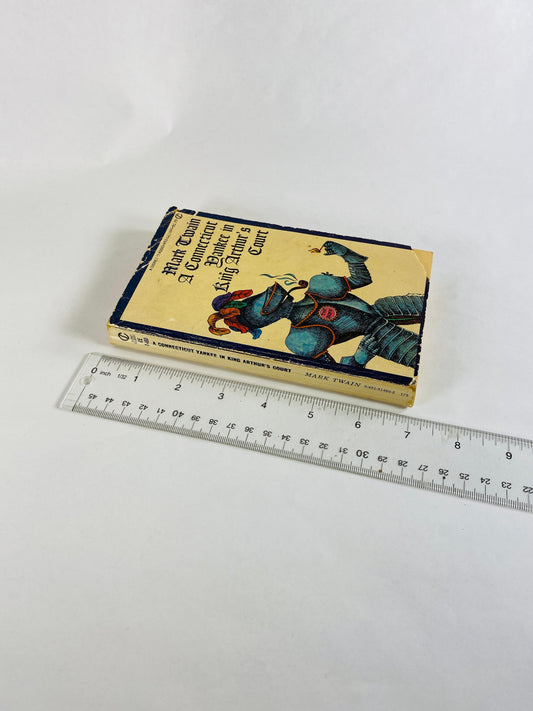 Mark Twain
A Connecticut
Yankee in
King Arthur's
Court
A CONNECTICUT YANKEE IN KING ARTHUR'S COURT
MARK TWAIN
0 INCH 1/32 1 2 3 4 5 6 7 8 9
45 44 43 42 41 40 39 38 37 36 35 34 33 32 31 30 29 28 27 26 25 24 23 22